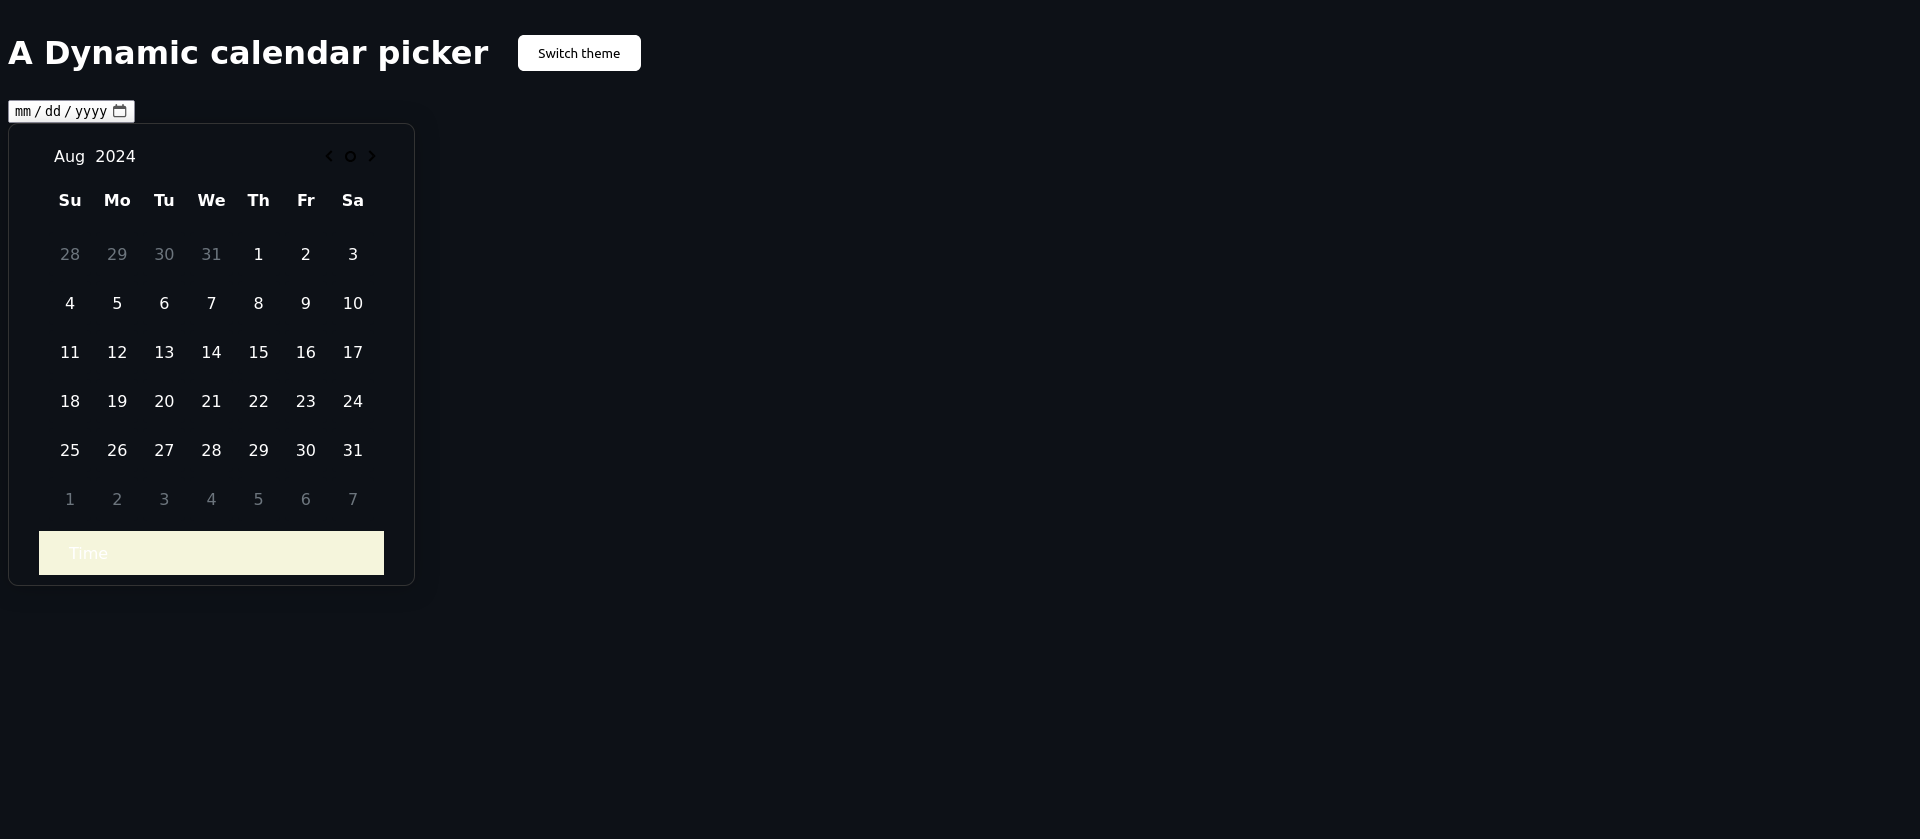 A Dynamic calendar picker Switch theme
mm/dd/yyyy
Aug 2024
Su Mo Tu We Th Fr Sa
28 29 30 31 1 2 3
4 5 6 7 8 9 10
11 12 13 14 15 16 17
18 19 20 21 22 23 24
25 26 27 28 29 30 31
1 2 3 4 5 6 7
Time